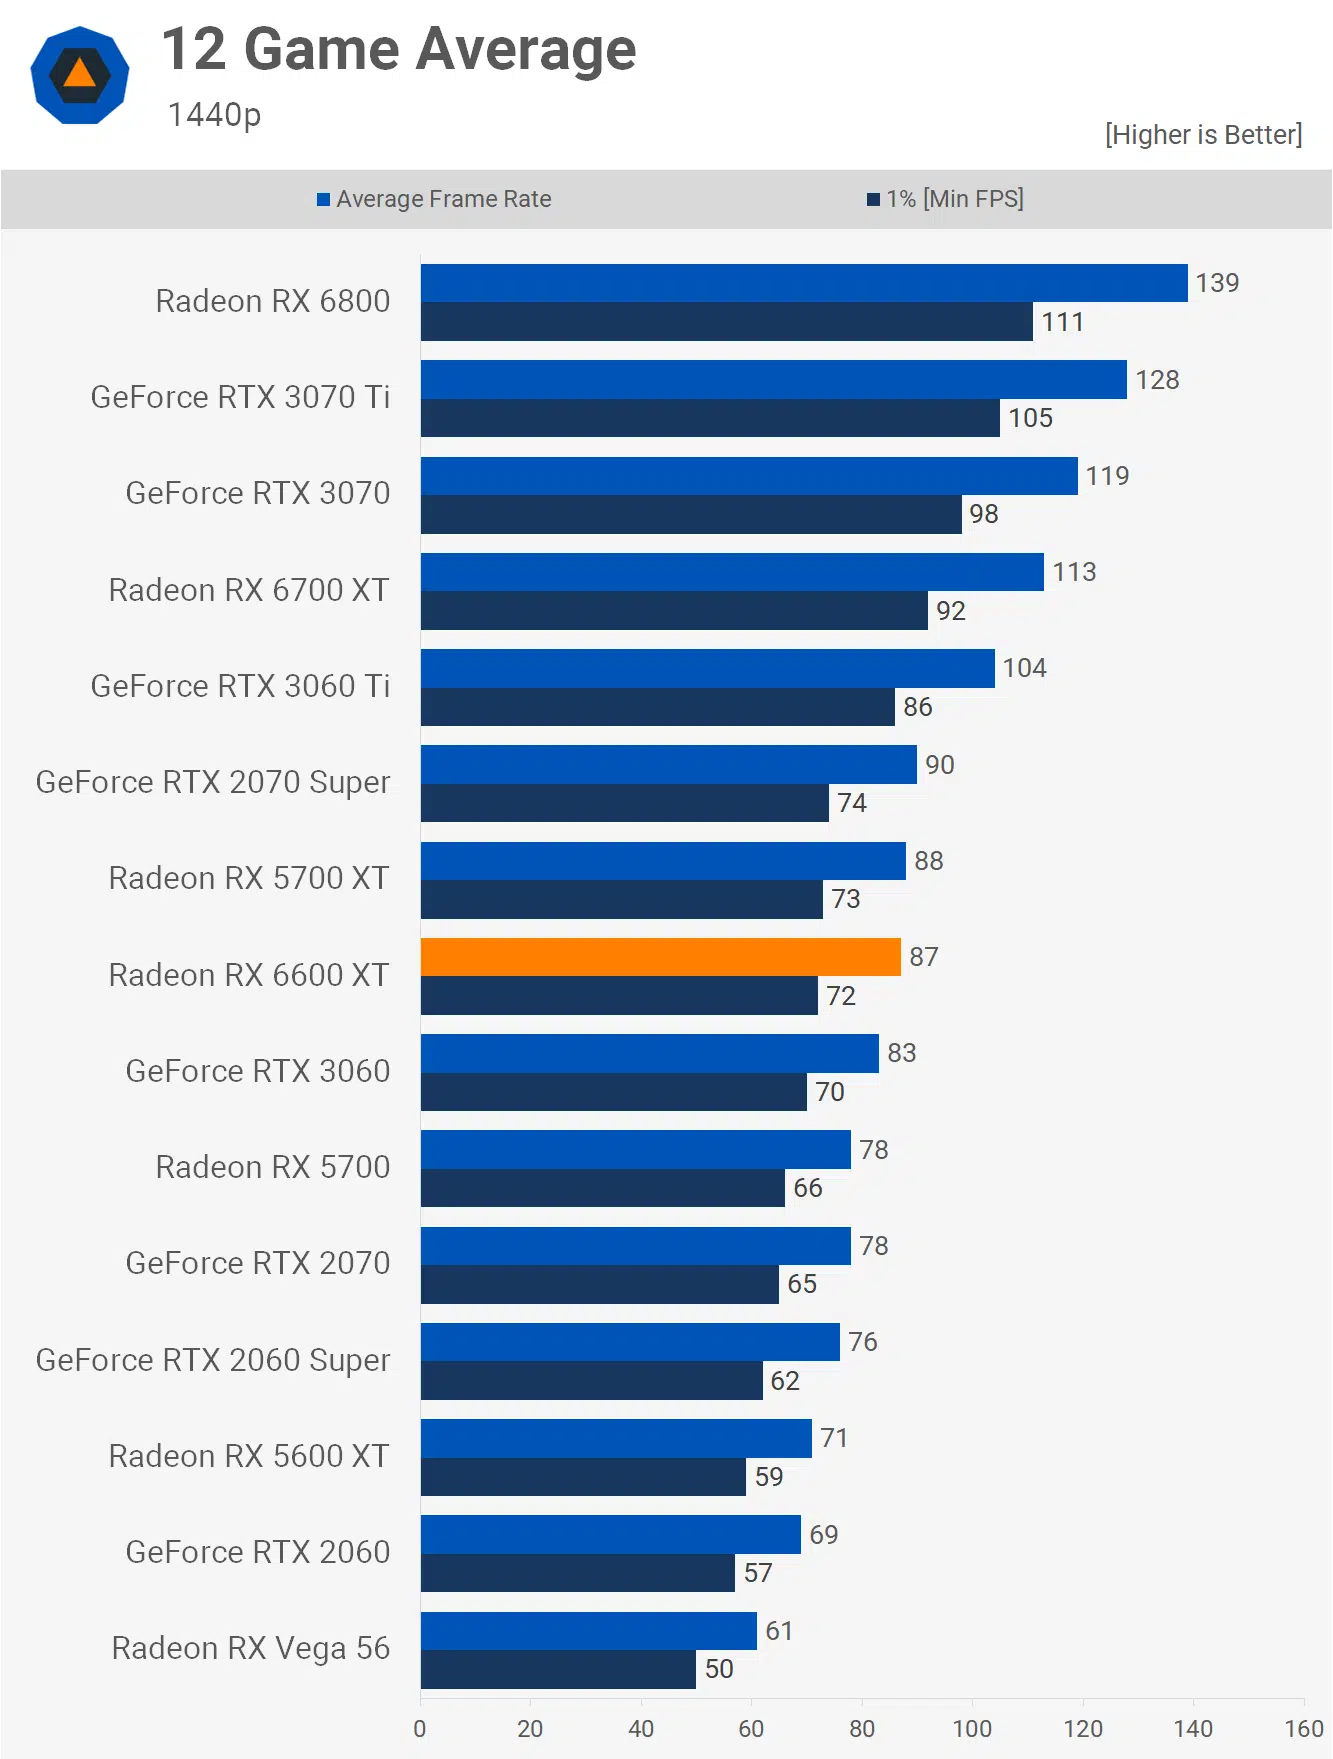 12 Game Average
1440p
[Higher is Better]
Average Frame Rate 1% [Min FPS]
Radeon RX 6800 139 111
GeForce RTX 3070 Ti 128 105
GeForce RTX 3070 119 98
Radeon RX 6700 XT 113 92
GeForce RTX 3060 Ti 104 86
GeForce RTX 2070 Super 90 74
Radeon RX 5700 XT 88 73
Radeon RX 6600 XT 87 72
GeForce RTX 3060 83 70
Radeon RX 5700 78 66
GeForce RTX 2070 78 65
GeForce RTX 2060 Super 76 62
Radeon RX 5600 XT 71 59
GeForce RTX 2060 69 57
Radeon RX Vega 56 61 50
0 20 40 60 80 100 120 140 160